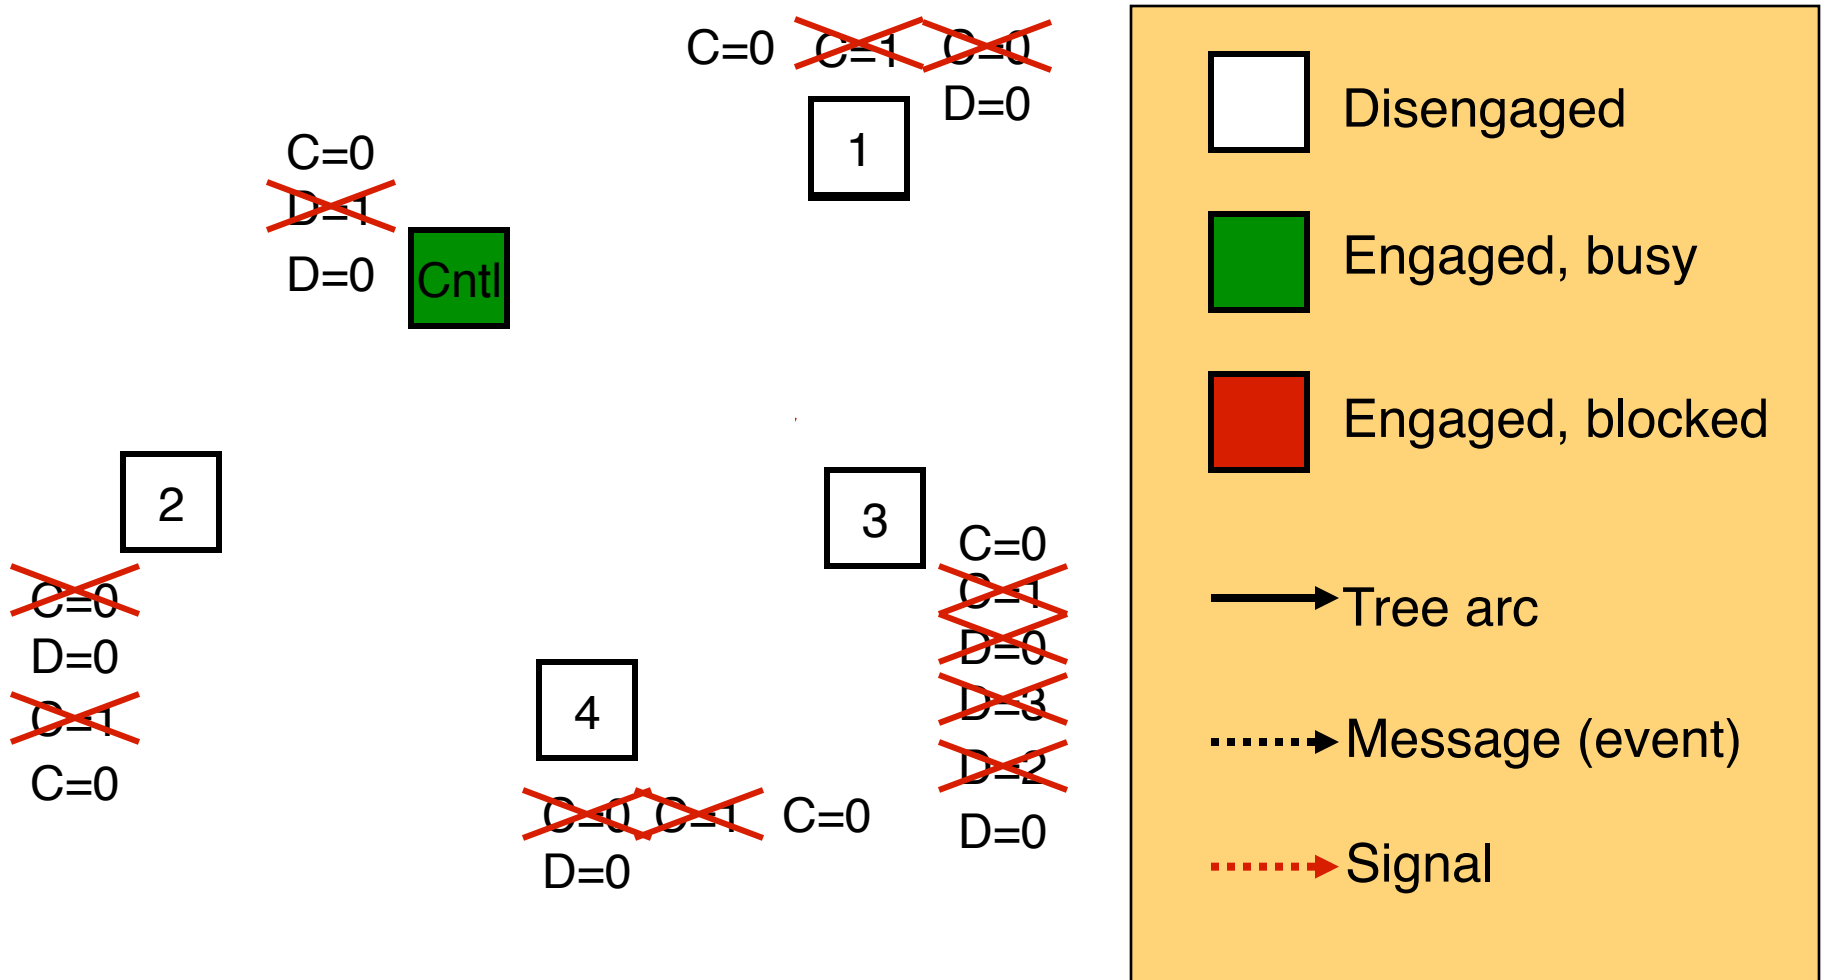 C=0 C=1 C=0
D=0
1
C=0
D=1
D=0
Cntl
2
C=0
D=0
C=1
C=0
3
C=0
C=1
D=0
D=3
D=2
D=0
4
C=0 C=1 C=0
D=0
Disengaged
Engaged, busy
Engaged, blocked
Tree arc
Message (event)
Signal